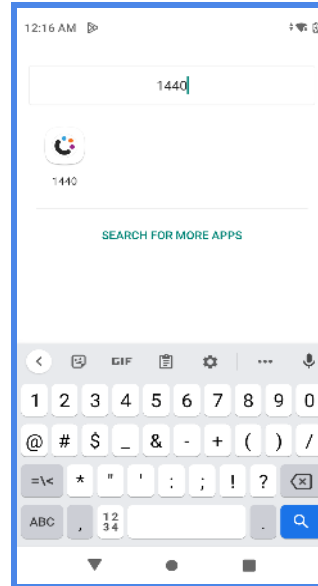 12:16 AM
1440
1440
SEARCH FOR MORE APPS
GIF
1 2 3 4 5 6 7 8 9 0
@ # $ _ & - + ( ) /
=\< * " ' : ; ! ?
ABC , 12 34 .